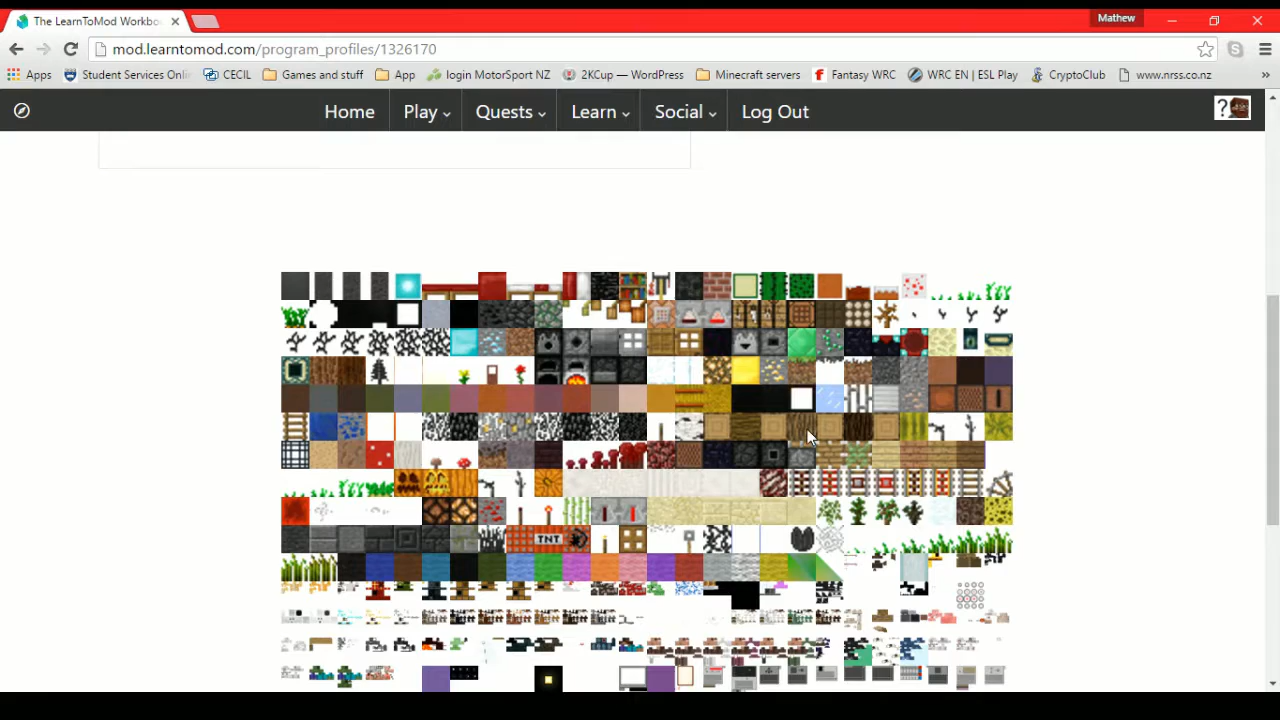 The LearnToMod Workbo
Mathew
mod.learntomod.com/program_profiles/1326170
Apps Student Services Onlin CECIL Games and stuff App login MotorSport NZ 2KCup — WordPress Minecraft servers Fantasy WRC WRC EN | ESL Play CryptoClub www.nrss.co.nz »
Home Play Quests Learn Social Log Out ?
TNT